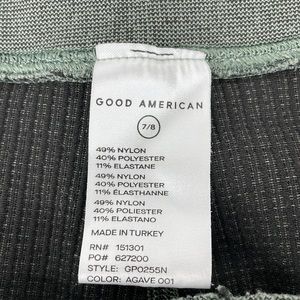 GOOD AMERICAN
7/8
49% NYLON
40% POLYESTER
11% ELASTANE
49% NYLON
40% POLYESTER
11% ÉLASTHANNE
49% NYLON
40% POLIESTER
11% ELASTANO
MADE IN TURKEY
RN# 151301
PO# 627200
STYLE: GP0255N
COLOR: AGAVE 001